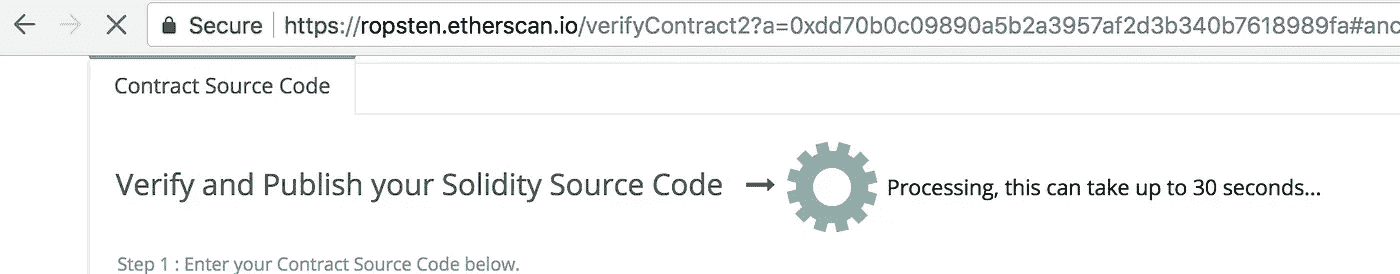 Secure https://ropsten.etherscan.io/verifyContract2?a=0xdd70b0c09890a5b2a3957af2d3b340b7618989fa#anc
Contract Source Code
Verify and Publish your Solidity Source Code Processing, this can take up to 30 seconds...
Step 1 : Enter your Contract Source Code below.